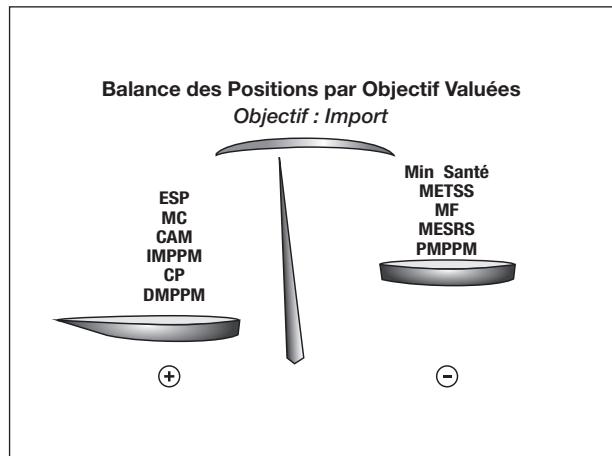 Balance des Positions par Objectif Valuées
Objectif : Import
ESP
MC
CAM
IMPPM
CP
DMPPM
+
Min Santé
METSS
MF
MESRS
PMPPM
−